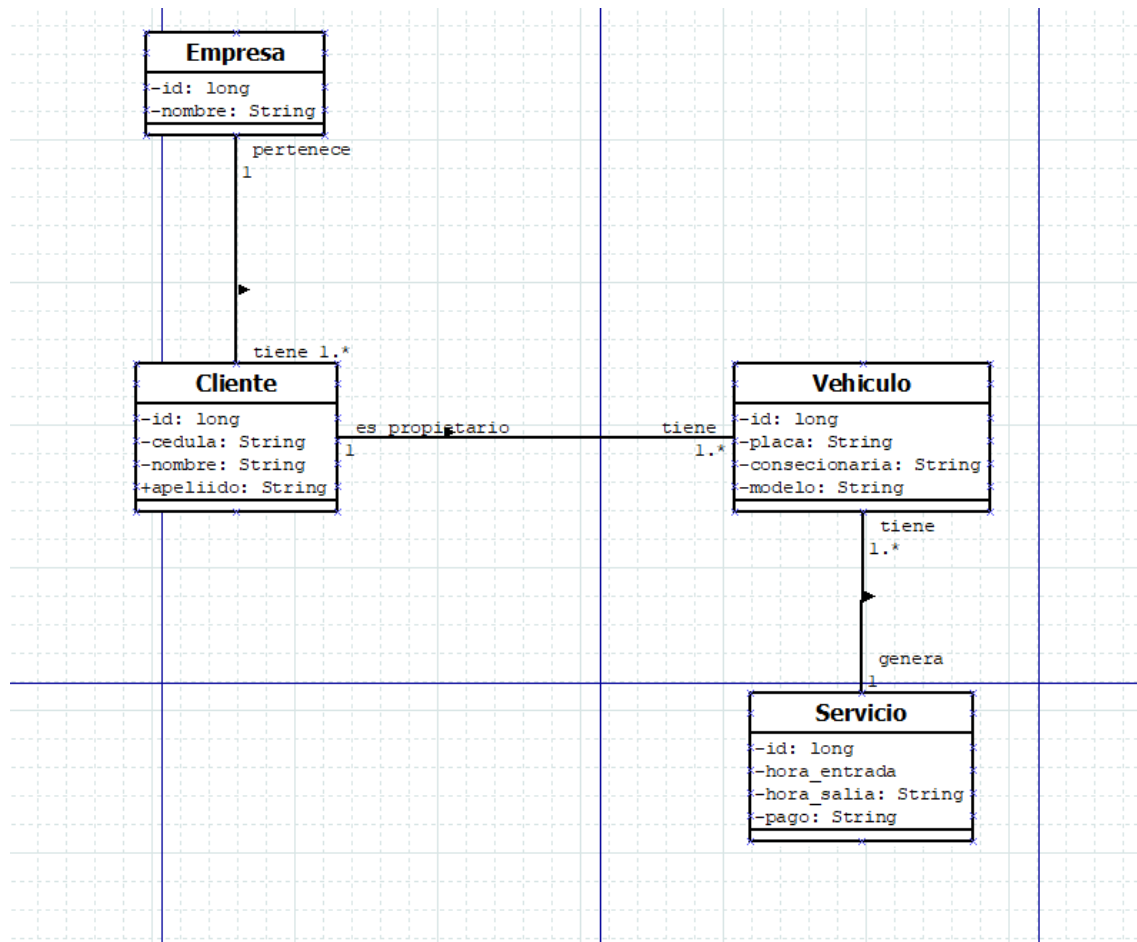 Empresa
-id: long
-nombre: String
pertenece
1
tiene 1.*
Cliente
-id: long
-cedula: String
-nombre: String
+apeliido: String
es propietario
1
tiene
1.*
Vehiculo
-id: long
-placa: String
-consecionaria: String
-modelo: String
tiene
1.*
genera
1
Servicio
-id: long
-hora_entrada
-hora_salia: String
-pago: String